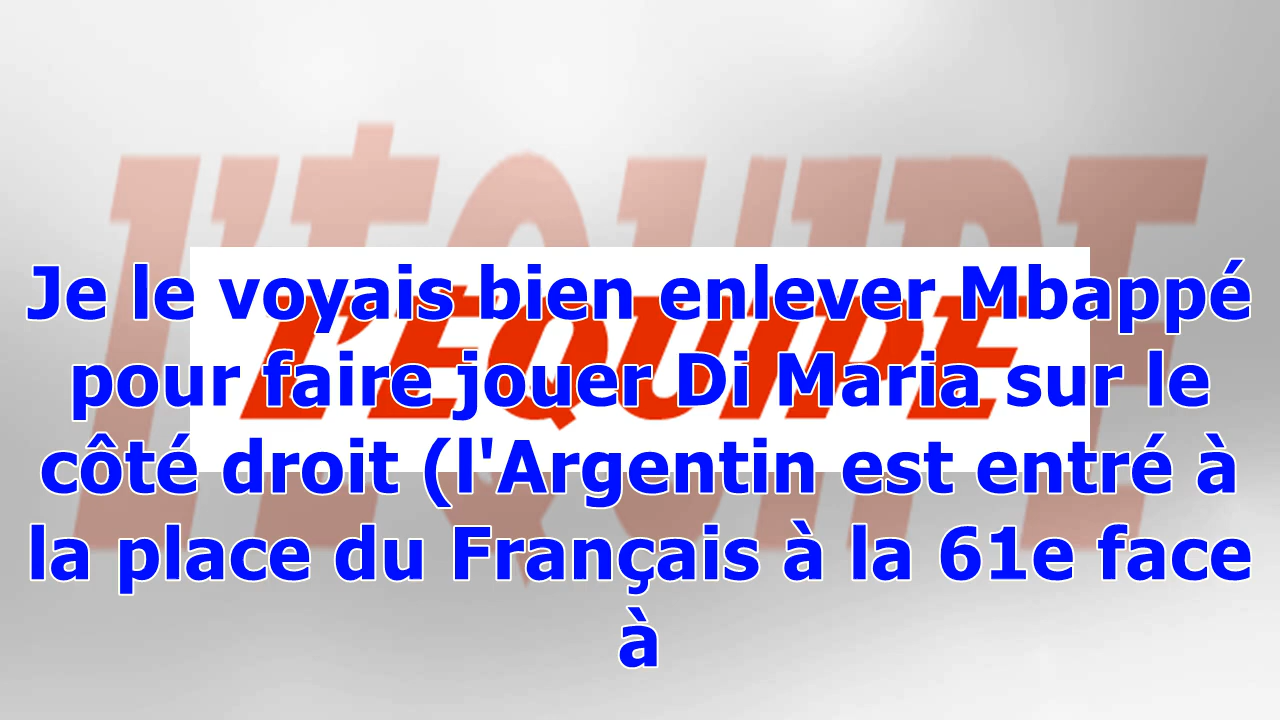 L'ÉQUIPE
L'ÉQUIPE
Je le voyais bien enlever Mbappé
pour faire jouer Di Maria sur le
côté droit (l'Argentin est entré à
la place du Français à la 61e face
à